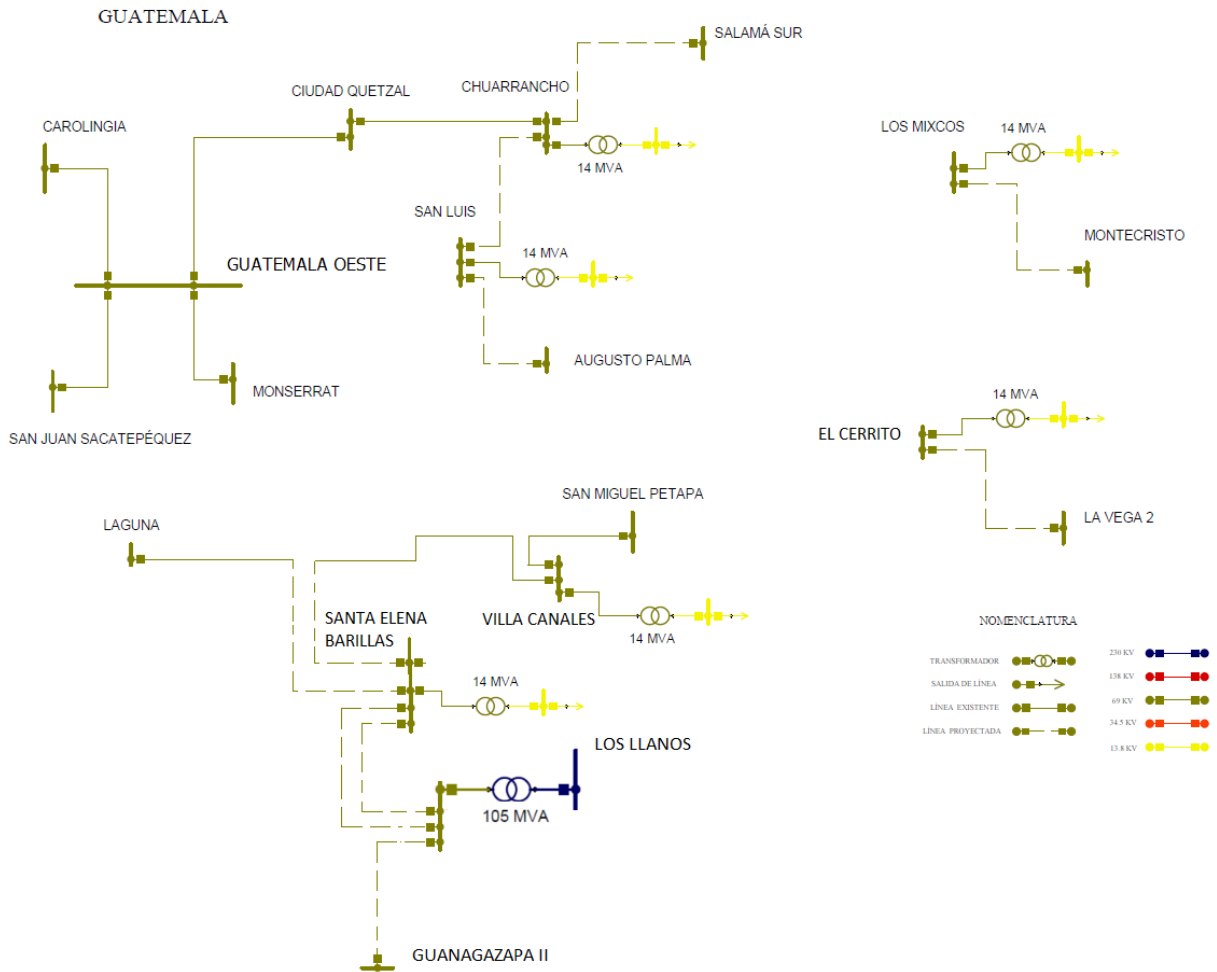 GUATEMALA
SALAMÁ SUR
CIUDAD QUETZAL
CHUARRANCHO
CAROLINGIA
LOS MIXCOS
14 MVA
14 MVA
SAN LUIS
MONTECRISTO
14 MVA
GUATEMALA OESTE
AUGUSTO PALMA
MONSERRAT
14 MVA
SAN JUAN SACATEPÉQUEZ
EL CERRITO
SAN MIGUEL PETAPA
LAGUNA
LA VEGA 2
SANTA ELENA
BARILLAS
VILLA CANALES
14 MVA
14 MVA
LOS LLANOS
105 MVA
GUANAGAZAPA II
NOMENCLATURA
TRANSFORMADOR
SALIDA DE LÍNEA
LÍNEA EXISTENTE
LÍNEA PROYECTADA
230 KV
138 KV
69 KV
34.5 KV
13.8 KV